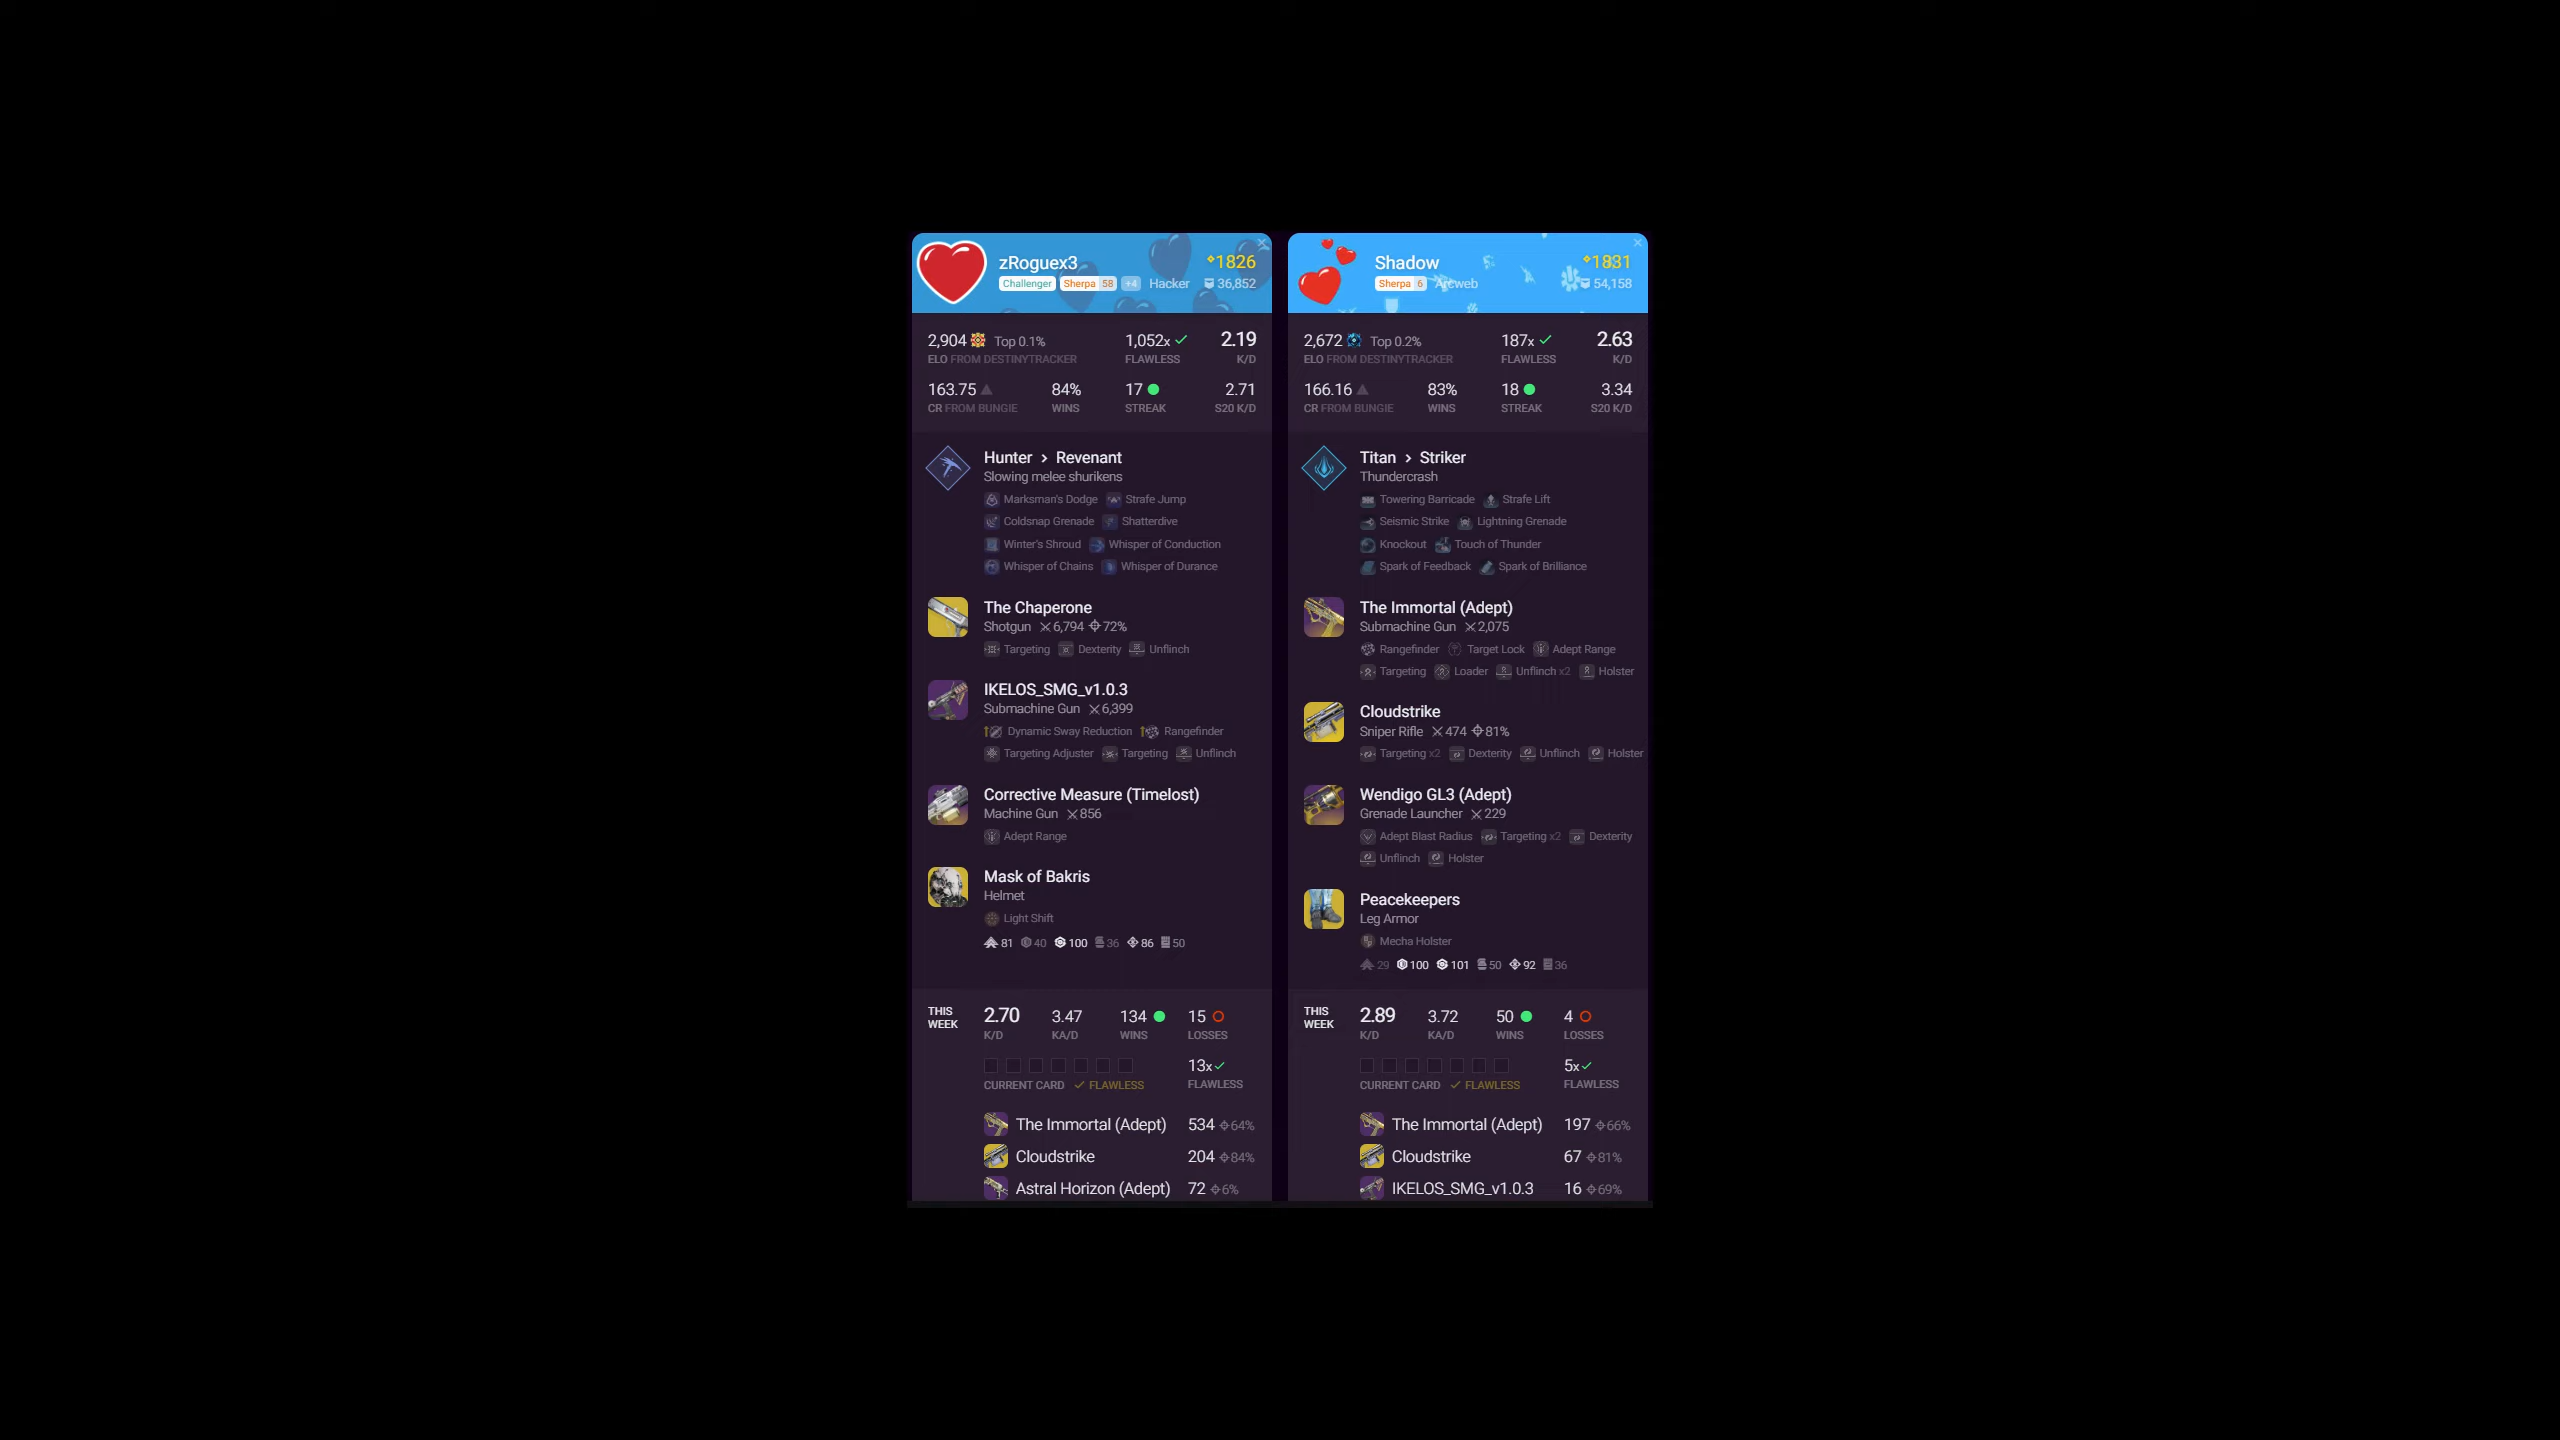 zRoguex3
1826
Challenger Sherpa 58 +4 Hacker 36,852
2,904 Top 0.1% 1,052x 2.19
ELO FROM DESTINYTRACKER FLAWLESS K/D
163.75 84% 17 2.71
CR FROM BUNGIE WINS STREAK S20 K/D
Hunter > Revenant
Slowing melee shurikens
Marksman's Dodge Strafe Jump
Coldsnap Grenade Shatterdive
Winter's Shroud Whisper of Conduction
Whisper of Chains Whisper of Durance
The Chaperone
Shotgun 6,794 72%
Targeting Dexterity Unflinch
IKELOS_SMG_v1.0.3
Submachine Gun 6,399
Dynamic Sway Reduction Rangefinder
Targeting Adjuster Targeting Unflinch
Corrective Measure (Timelost)
Machine Gun 856
Adept Range
Mask of Bakris
Helmet
Light Shift
81 40 100 36 86 50
THIS WEEK
2.70 3.47 134 15
K/D KA/D WINS LOSSES
13x
CURRENT CARD FLAWLESS FLAWLESS
The Immortal (Adept) 534 64%
Cloudstrike 204 84%
Astral Horizon (Adept) 72 6%
Shadow
1831
Sherpa 6 Arcweb 54,158
2,672 Top 0.2% 187x 2.63
ELO FROM DESTINYTRACKER FLAWLESS K/D
166.16 83% 18 3.34
CR FROM BUNGIE WINS STREAK S20 K/D
Titan > Striker
Thundercrash
Towering Barricade Strafe Lift
Seismic Strike Lightning Grenade
Knockout Touch of Thunder
Spark of Feedback Spark of Brilliance
The Immortal (Adept)
Submachine Gun 2,075
Rangefinder Target Lock Adept Range
Targeting Loader Unflinch x2 Holster
Cloudstrike
Sniper Rifle 474 81%
Targeting x2 Dexterity Unflinch Holster
Wendigo GL3 (Adept)
Grenade Launcher 229
Adept Blast Radius Targeting x2 Dexterity
Unflinch Holster
Peacekeepers
Leg Armor
Mecha Holster
29 100 101 50 92 36
THIS WEEK
2.89 3.72 50 4
K/D KA/D WINS LOSSES
5x
CURRENT CARD FLAWLESS FLAWLESS
The Immortal (Adept) 197 66%
Cloudstrike 67 81%
IKELOS_SMG_v1.0.3 16 69%